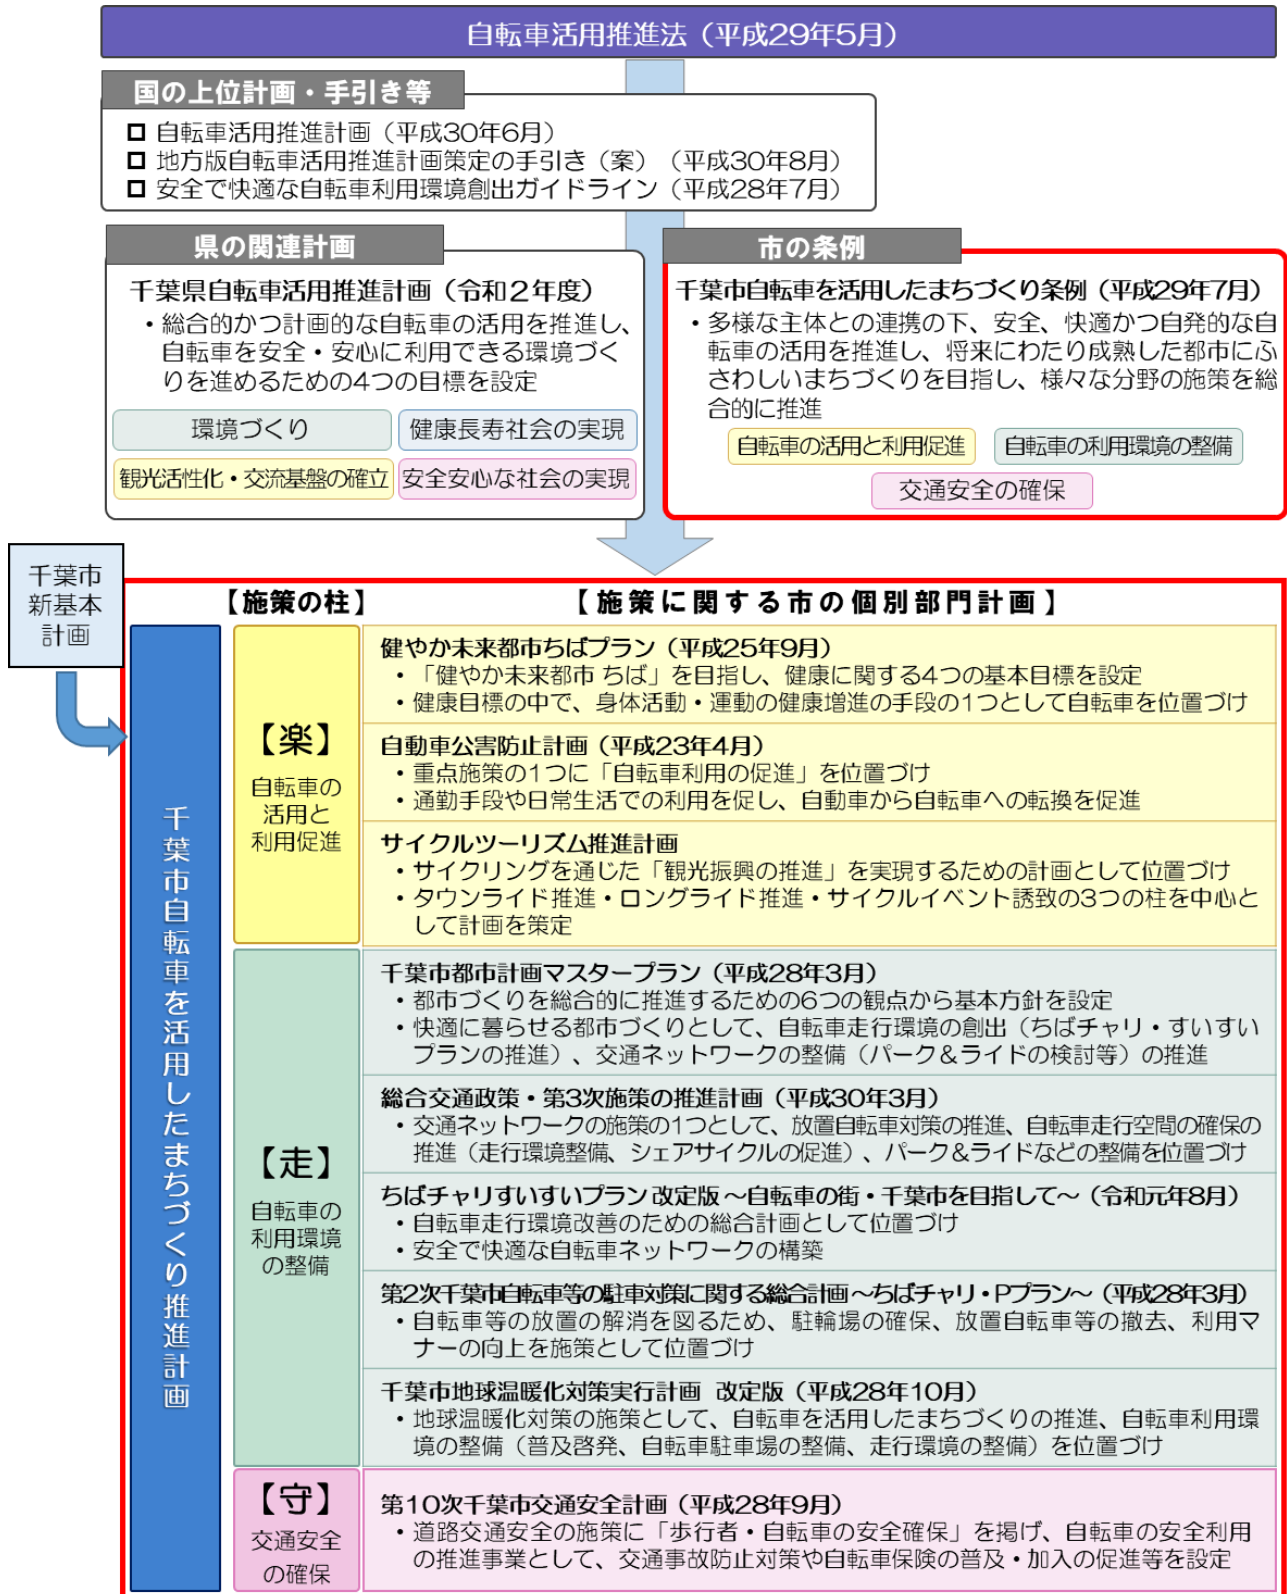 自転車活用推進法（平成29年5月）
国の上位計画・手引き等
自転車活用推進計画（平成30年6月）
地方版自転車活用推進計画策定の手引き（案）（平成30年8月）
安全で快適な自転車利用環境創出ガイドライン（平成28年7月）
県の関連計画
千葉県自転車活用推進計画（令和２年度）
・総合的かつ計画的な自転車の活用を推進し、
自転車を安全・安心に利用できる環境づく
りを進めるための4つの目標を設定
環境づくり
健康長寿社会の実現
観光活性化・交流基盤の確立
安全安心な社会の実現
市の条例
千葉市自転車を活用したまちづくり条例（平成29年7月）
・多様な主体との連携の下、安全、快適かつ自発的な自
転車の活用を推進し、将来にわたり成熟した都市にふ
さわしいまちづくりを目指し、様々な分野の施策を総
合的に推進
自転車の活用と利用促進
自転車の利用環境の整備
交通安全の確保
千葉市
新基本
計画
【施策の柱】
【施策に関する市の個別部門計画】
千葉市自転車を活用したまちづくり推進計画
【楽】
自転車の
活用と
利用促進
健やか未来都市ちばプラン（平成25年9月）
・「健やか未来都市 ちば」を目指し、健康に関する4つの基本目標を設定
・健康目標の中で、身体活動・運動の健康増進の手段の1つとして自転車を位置づけ
自動車公害防止計画（平成23年4月）
・重点施策の1つに「自転車利用の促進」を位置づけ
・通勤手段や日常生活での利用を促し、自動車から自転車への転換を促進
サイクルツーリズム推進計画
・サイクリングを通じた「観光振興の推進」を実現するための計画として位置づけ
・タウンライド推進・ロングライド推進・サイクルイベント誘致の3つの柱を中心と
して計画を策定
【走】
自転車の
利用環境
の整備
千葉市都市計画マスタープラン（平成28年3月）
・都市づくりを総合的に推進するための6つの観点から基本方針を設定
・快適に暮らせる都市づくりとして、自転車走行環境の創出（ちばチャリ・すいすい
プランの推進）、交通ネットワークの整備（パーク＆ライドの検討等）の推進
総合交通政策・第3次施策の推進計画（平成30年3月）
・交通ネットワークの施策の1つとして、放置自転車対策の推進、自転車走行空間の確保の
推進（走行環境整備、シェアサイクルの促進）、パーク＆ライドなどの整備を位置づけ
ちばチャリすいすいプラン 改定版 ～自転車の街・千葉市を目指して～（令和元年8月）
・自転車走行環境改善のための総合計画として位置づけ
・安全で快適な自転車ネットワークの構築
第2次千葉市自転車等の駐車対策に関する総合計画～ちばチャリ・Pプラン～（平成28年3月）
・自転車等の放置の解消を図るため、駐輪場の確保、放置自転車等の撤去、利用マ
ナーの向上を施策として位置づけ
千葉市地球温暖化対策実行計画 改定版（平成28年10月）
・地球温暖化対策の施策として、自転車を活用したまちづくりの推進、自転車利用環
境の整備（普及啓発、自転車駐車場の整備、走行環境の整備）を位置づけ
【守】
交通安全
の確保
第10次千葉市交通安全計画（平成28年9月）
・道路交通安全の施策に「歩行者・自転車の安全確保」を掲げ、自転車の安全利用
の推進事業として、交通事故防止対策や自転車保険の普及・加入の促進等を設定